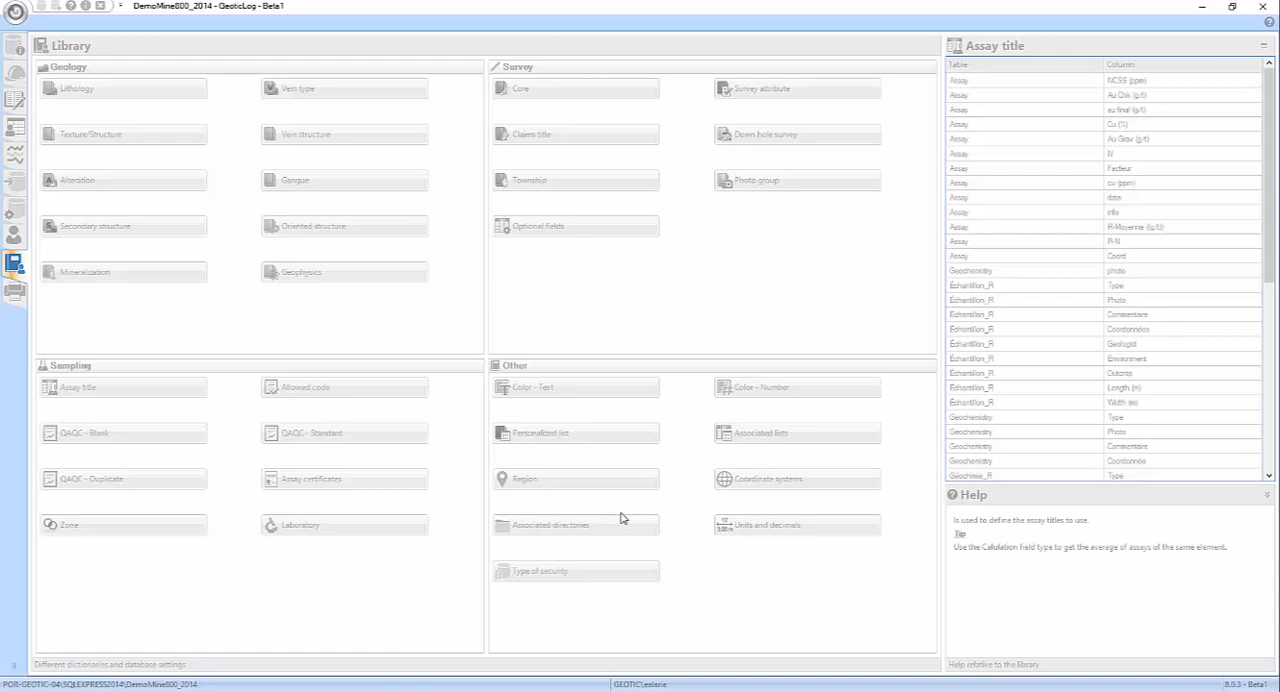 DemoMine800_2014 - GeoticLog - Beta1
Library
Geology
Lithology
Vein type
Texture/Structure
Vein structure
Alteration
Gangue
Secondary structure
Oriented structure
Mineralization
Geophysics
Survey
Core
Survey attribute
Claims title
Down hole survey
Township
Photo group
Optional fields
Sampling
Assay title
Allowed code
QAQC - Blank
QAQC - Standard
QAQC - Duplicate
Assay certificates
Zone
Laboratory
Other
Color - Text
Color - Number
Personalized list
Associated lists
Region
Coordinate systems
Associated directories
Units and decimals
Type of security
Different dictionaries and database settings
Assay title
Table Column
Assay NCSS (ppm)
Assay Au Chk (g/t)
Assay au final (g/t)
Assay Cu (%)
Assay Au Grav (g/t)
Assay N
Assay Facteur
Assay cu (ppm)
Assay date
Assay info
Assay R-Moyenne ((g/t))
Assay R-N
Assay Coord
Geochemistry photo
Échantillon_R Type
Échantillon_R Photo
Échantillon_R Commentaire
Échantillon_R Coordonnées
Échantillon_R Geologist
Échantillon_R Environment
Échantillon_R Outcrop
Échantillon_R Length (m)
Échantillon_R Width (m)
Geochemistry Type
Geochemistry Photo
Geochemistry Commentaire
Geochemistry Coordonnée
Géochimie_R Type
Help
Is used to define the assay titles to use.
Tip
Use the Calulation field type to get the average of assays of the same element.
Help relative to the library
POR-GEOTIC-04\SQLEXPRESS2014\DemoMine800_2014
GEOTIC\valarie
8.0.3 - Beta1